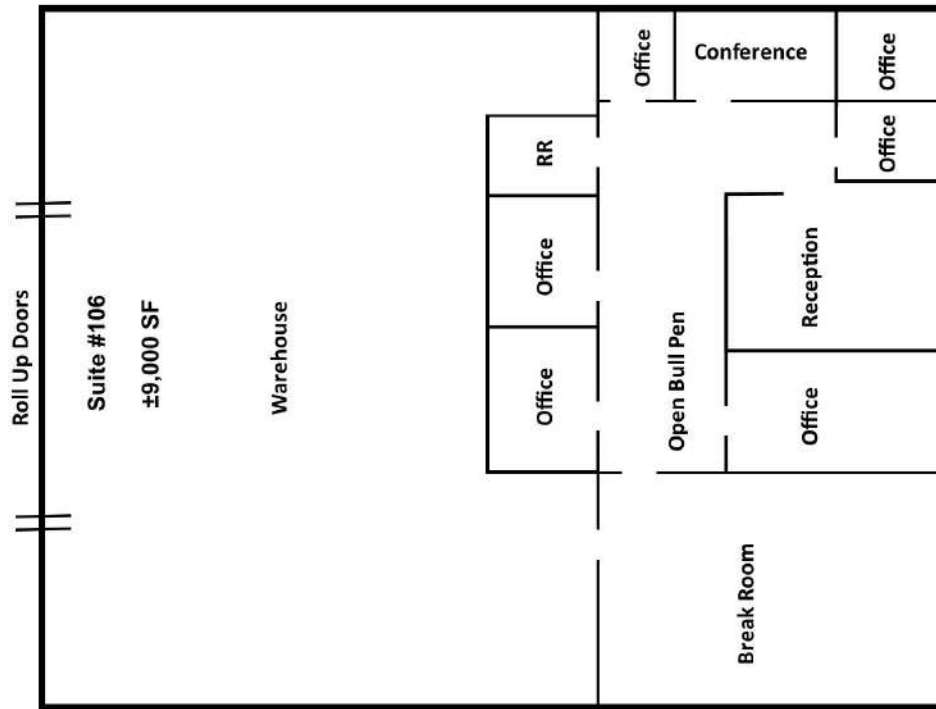 Roll Up Doors
Suite #106
±9,000 SF
Warehouse
Office
Office
RR
Office
Conference
Office
Office
Open Bull Pen
Reception
Office
Break Room